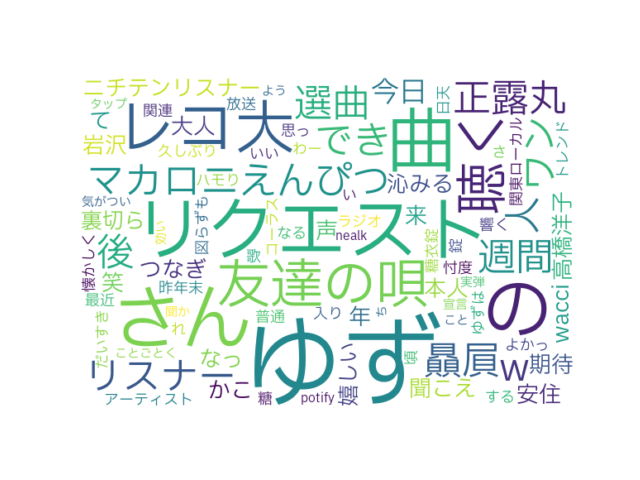 ニチテンリスナー
よう
タップ
関連
放送
選曲
今日
日天
正露丸
て
大人
レコ大
思っ
でき
曲
聴く
ワン
関東ローカル
トレンド
岩沢
久しぶり
いい
わー
さ
マカロニえんぴつ
沁みる
人
高橋洋子
気がつい
ハモり
い
裏切ら
図らずも
コーラス
声
ラジオ
来
響く
リクエスト
懐かしく
効い
後
なる
nealk
糖衣錠
錠
週間
笑
つなぎ
歌
友達の唄
忖度
の
wacci
最近
昨年末
聞か
れ
さん
普通
入り
年
ち
本人
実弾
宣言
こと
ゆずは
だいすき
ことごとく
なっ
ゆず
嬉しい
頃
贔屓
w
よかっ
期待
リスナー
かこ
聞こえ
アーティスト
糖
potify
する
安住